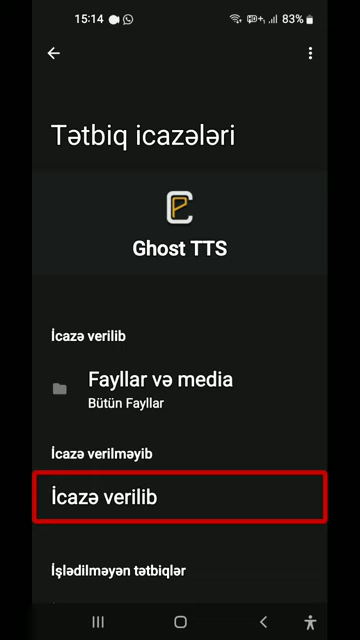 15:14
83%
Tətbiq icazələri
Ghost TTS
İcazə verilib
Fayllar və media
Bütün Fayllar
İcazə verilməyib
İcazə verilib
İşlədilməyən tətbiqlər